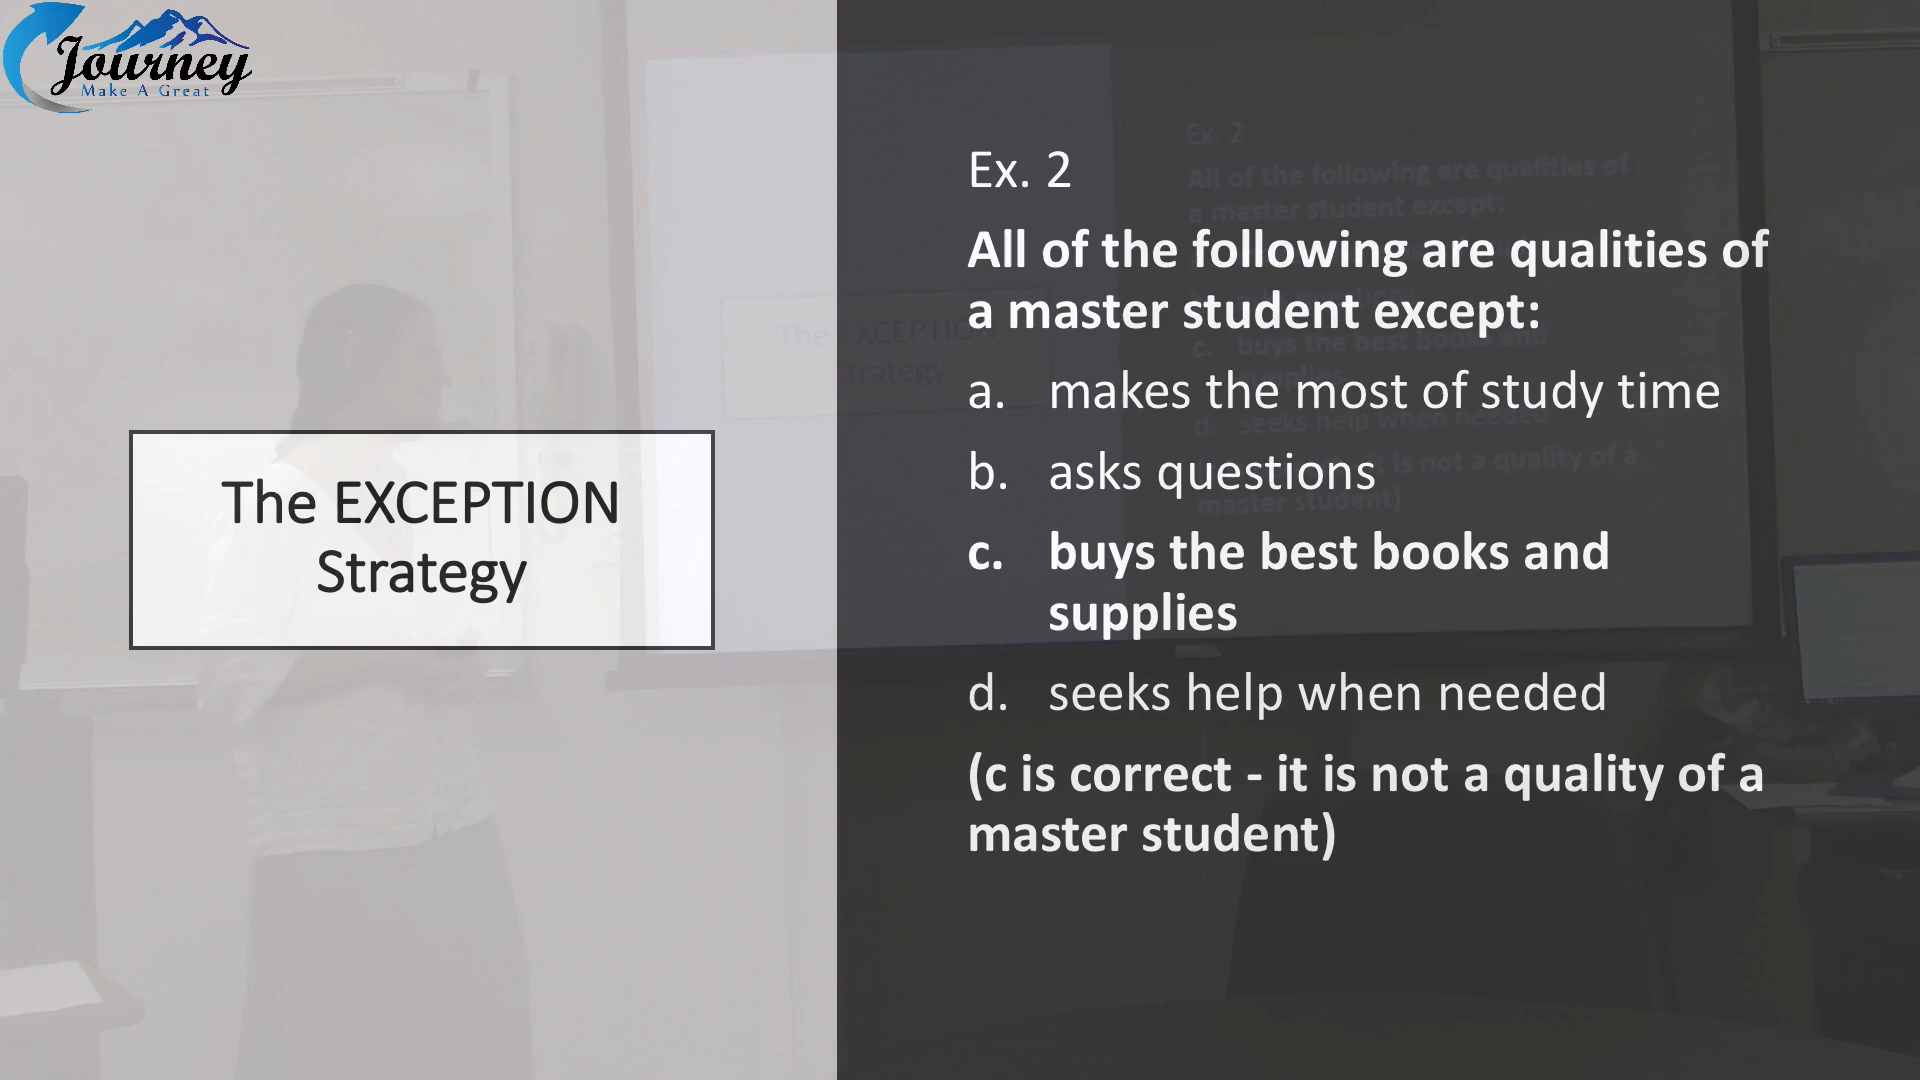 Journey
Make A Great
The EXCEPTION
Strategy
Ex. 2
All of the following are qualities of
a master student except:
a. makes the most of study time
b. asks questions
c. buys the best books and
supplies
d. seeks help when needed
(c is correct - it is not a quality of a
master student)